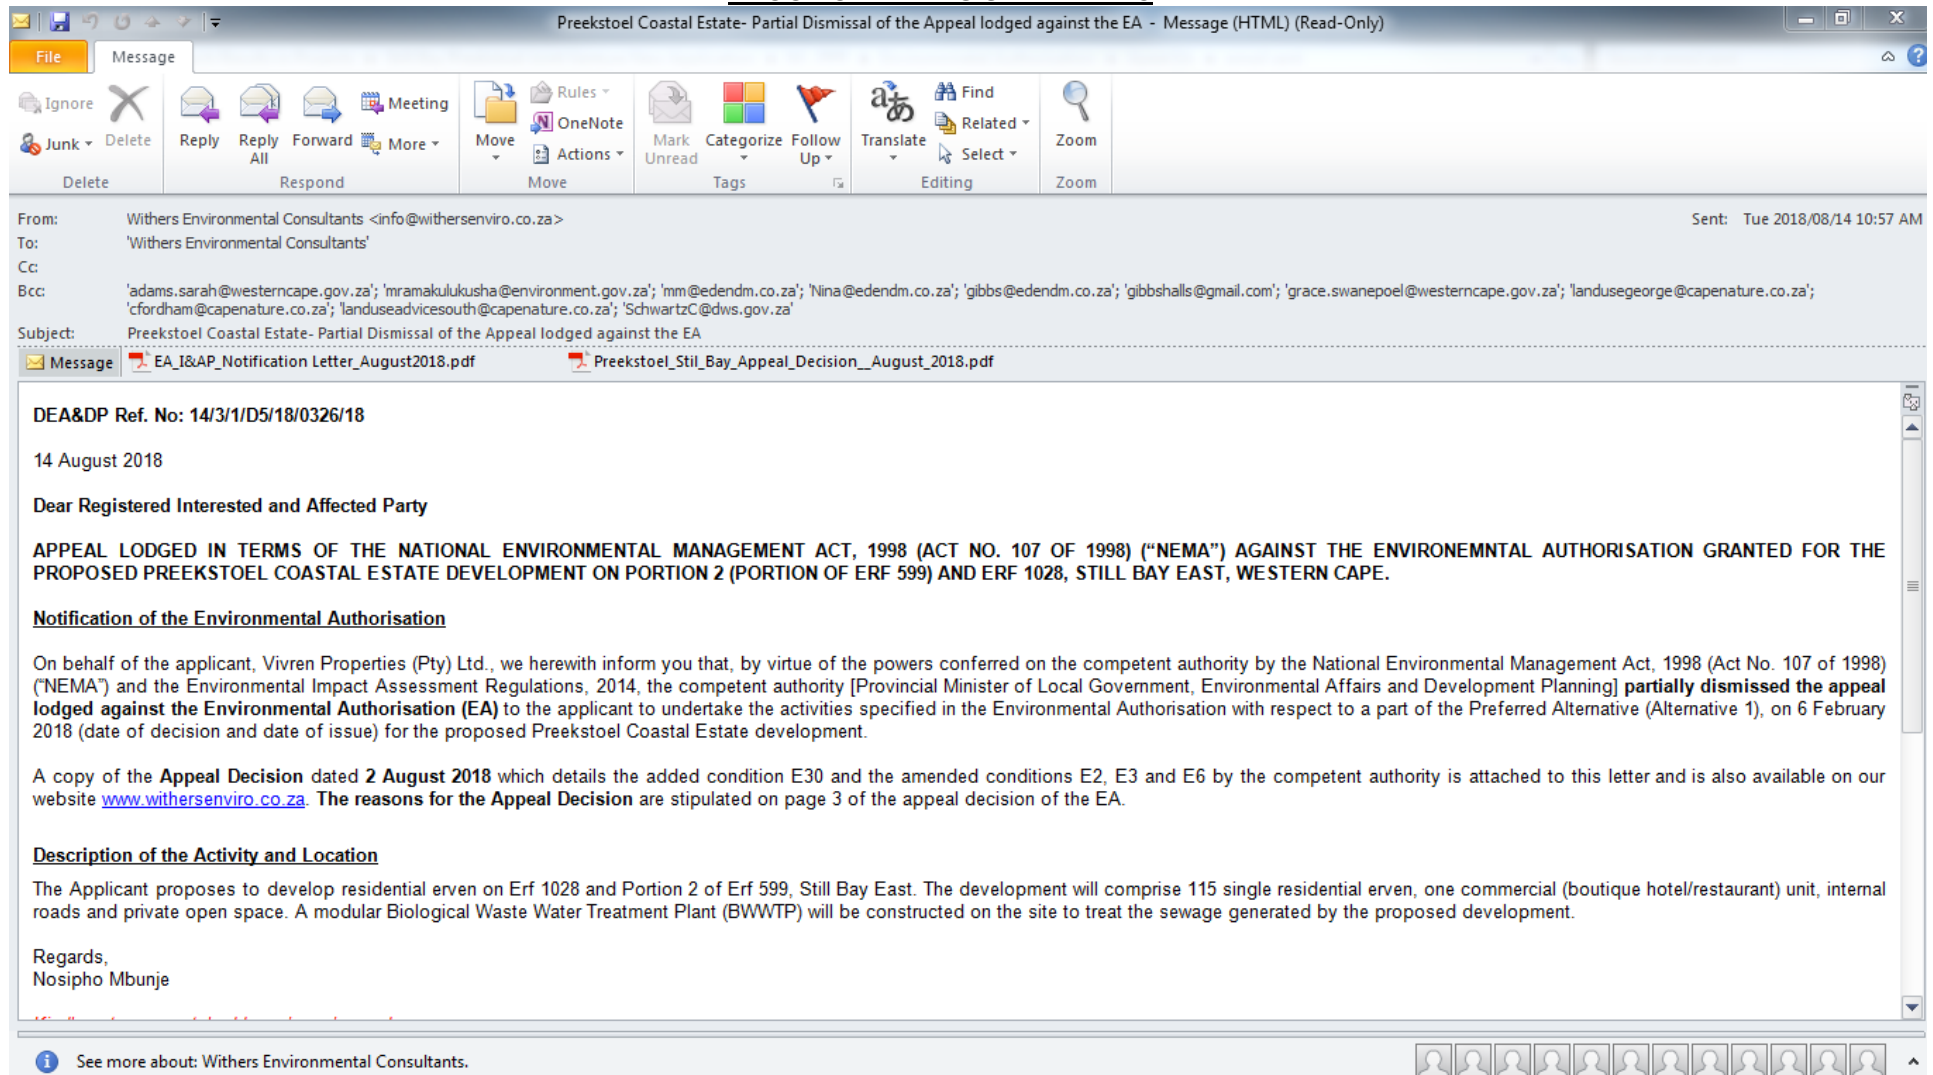 Preekstoel Coastal Estate- Partial Dismissal of the Appeal lodged against the EA - Message (HTML) (Read-Only)
File Message
Ignore
Junk
Delete
Reply
Reply All
Forward
Meeting
More
Move
Rules
OneNote
Actions
Mark Unread
Categorize
Follow Up
Translate
Find
Related
Select
Zoom
Delete Respond Move Tags Editing Zoom
From: Withers Environmental Consultants <info@withersenviro.co.za> Sent: Tue 2018/08/14 10:57 AM
To: 'Withers Environmental Consultants'
Cc:
Bcc: 'adams.sarah@westerncape.gov.za'; 'mramakulukusha@environment.gov.za'; 'mm@edendm.co.za'; 'Nina@edendm.co.za'; 'gibbs@edendm.co.za'; 'gibbshalls@gmail.com'; 'grace.swanepoel@westerncape.gov.za'; 'landusegeorge@capenature.co.za';
'cfordham@capenature.co.za'; 'landuseadvicesouth@capenature.co.za'; 'SchwartzC@dws.gov.za'
Subject: Preekstoel Coastal Estate- Partial Dismissal of the Appeal lodged against the EA
Message EA_I&AP_Notification Letter_August2018.pdf Preekstoel_Stil_Bay_Appeal_Decision__August_2018.pdf
DEA&DP Ref. No: 14/3/1/D5/18/0326/18
14 August 2018
Dear Registered Interested and Affected Party
APPEAL LODGED IN TERMS OF THE NATIONAL ENVIRONMENTAL MANAGEMENT ACT, 1998 (ACT NO. 107 OF 1998) (“NEMA”) AGAINST THE ENVIRONEMNTAL AUTHORISATION GRANTED FOR THE
PROPOSED PREEKSTOEL COASTAL ESTATE DEVELOPMENT ON PORTION 2 (PORTION OF ERF 599) AND ERF 1028, STILL BAY EAST, WESTERN CAPE.
Notification of the Environmental Authorisation
On behalf of the applicant, Vivren Properties (Pty) Ltd., we herewith inform you that, by virtue of the powers conferred on the competent authority by the National Environmental Management Act, 1998 (Act No. 107 of 1998)
(“NEMA”) and the Environmental Impact Assessment Regulations, 2014, the competent authority [Provincial Minister of Local Government, Environmental Affairs and Development Planning] partially dismissed the appeal
lodged against the Environmental Authorisation (EA) to the applicant to undertake the activities specified in the Environmental Authorisation with respect to a part of the Preferred Alternative (Alternative 1), on 6 February
2018 (date of decision and date of issue) for the proposed Preekstoel Coastal Estate development.
A copy of the Appeal Decision dated 2 August 2018 which details the added condition E30 and the amended conditions E2, E3 and E6 by the competent authority is attached to this letter and is also available on our
website www.withersenviro.co.za. The reasons for the Appeal Decision are stipulated on page 3 of the appeal decision of the EA.
Description of the Activity and Location
The Applicant proposes to develop residential erven on Erf 1028 and Portion 2 of Erf 599, Still Bay East. The development will comprise 115 single residential erven, one commercial (boutique hotel/restaurant) unit, internal
roads and private open space. A modular Biological Waste Water Treatment Plant (BWWTP) will be constructed on the site to treat the sewage generated by the proposed development.
Regards,
Nosipho Mbunje
See more about: Withers Environmental Consultants.